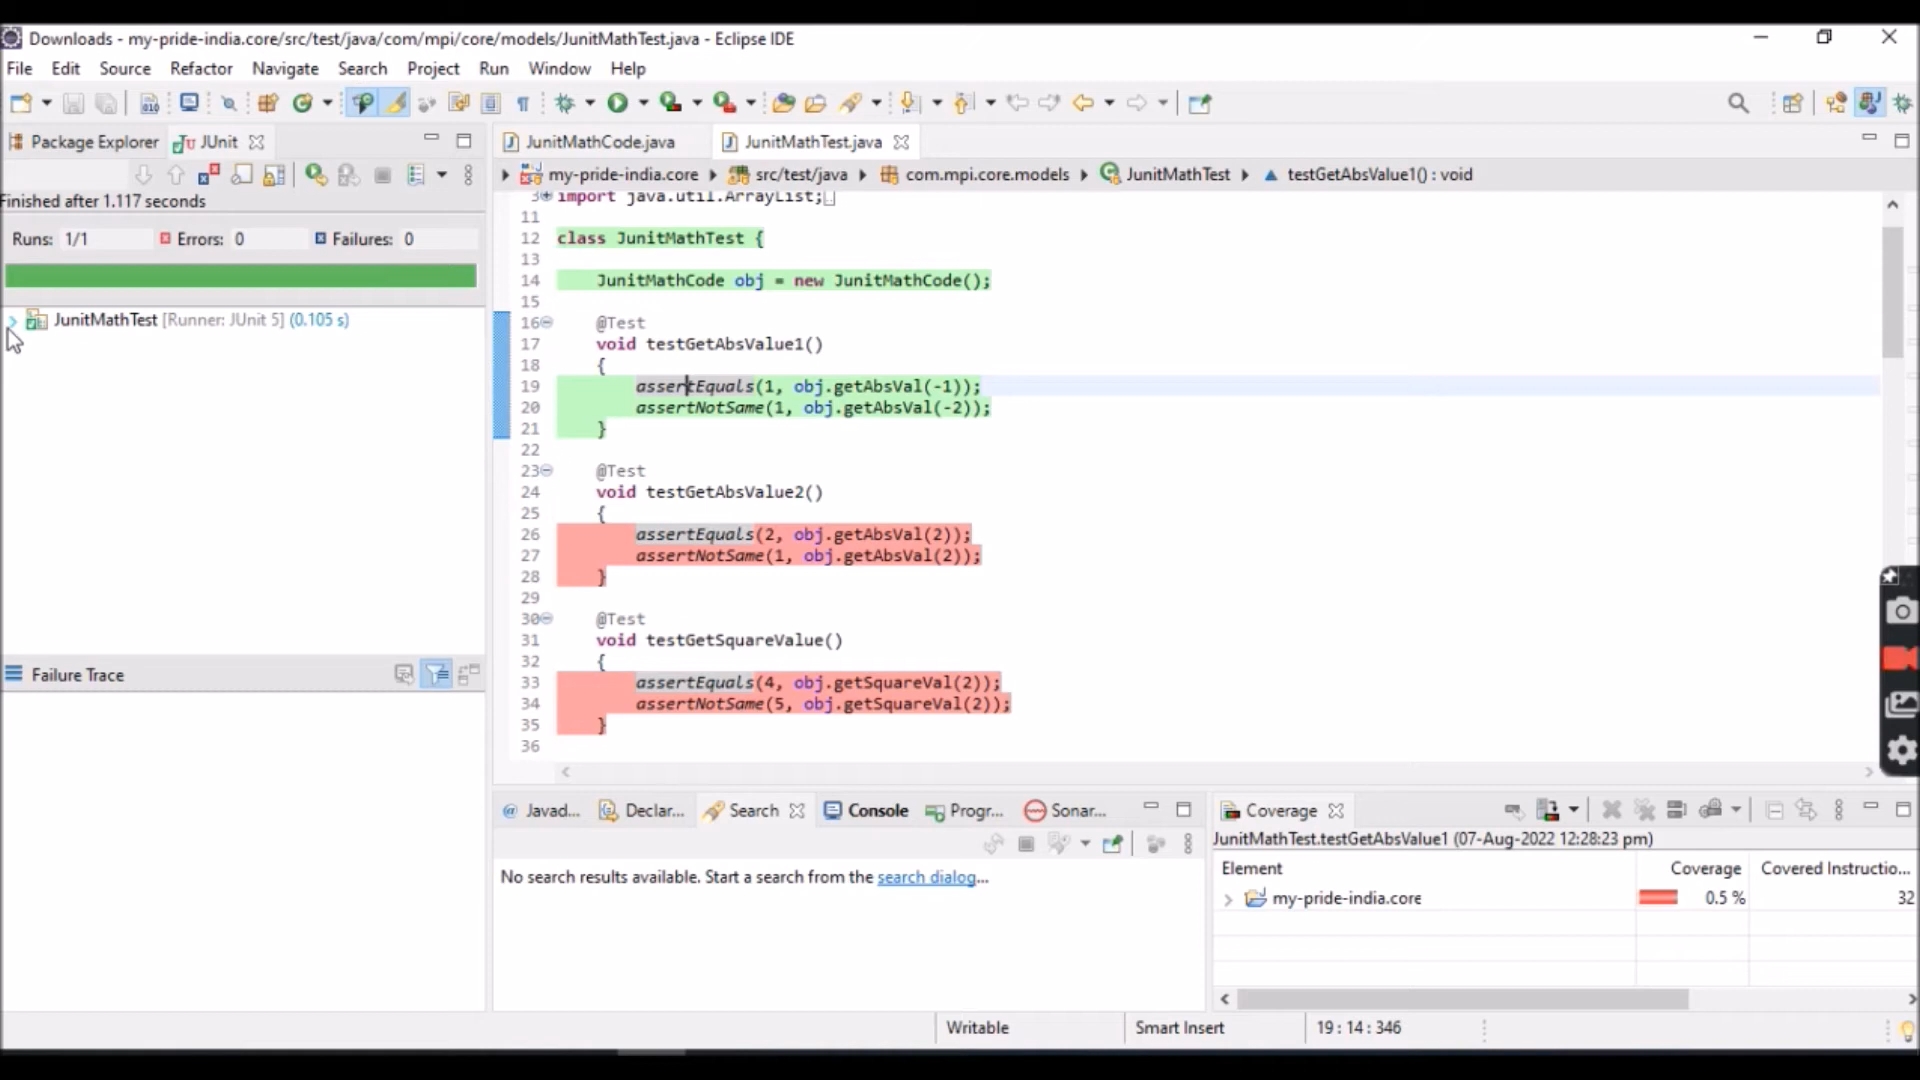 Downloads - my-pride-india.core/src/test/java/com/mpi/core/models/JunitMathTest.java - Eclipse IDE
File Edit Source Refactor Navigate Search Project Run Window Help
Package Explorer JUnit
Finished after 1.117 seconds
Runs: 1/1 Errors: 0 Failures: 0
JunitMathTest [Runner: JUnit 5] (0.105 s)
Failure Trace
JunitMathCode.java JunitMathTest.java
my-pride-india.core src/test/java com.mpi.core.models JunitMathTest testGetAbsValue1() : void
3 import java.util.ArrayList;
11
12 class JunitMathTest {
13
14 JunitMathCode obj = new JunitMathCode();
15
16 @Test
17 void testGetAbsValue1()
18 {
19 assertEquals(1, obj.getAbsVal(-1));
20 assertNotSame(1, obj.getAbsVal(-2));
21 }
22
23 @Test
24 void testGetAbsValue2()
25 {
26 assertEquals(2, obj.getAbsVal(2));
27 assertNotSame(1, obj.getAbsVal(2));
28 }
29
30 @Test
31 void testGetSquareValue()
32 {
33 assertEquals(4, obj.getSquareVal(2));
34 assertNotSame(5, obj.getSquareVal(2));
35 }
36
Javad... Declar... Search Console Progr... Sonar...
No search results available. Start a search from the search dialog...
Coverage
JunitMathTest.testGetAbsValue1 (07-Aug-2022 12:28:23 pm)
Element Coverage Covered Instructio...
my-pride-india.core 0.5 % 32
Writable Smart Insert 19 : 14 : 346